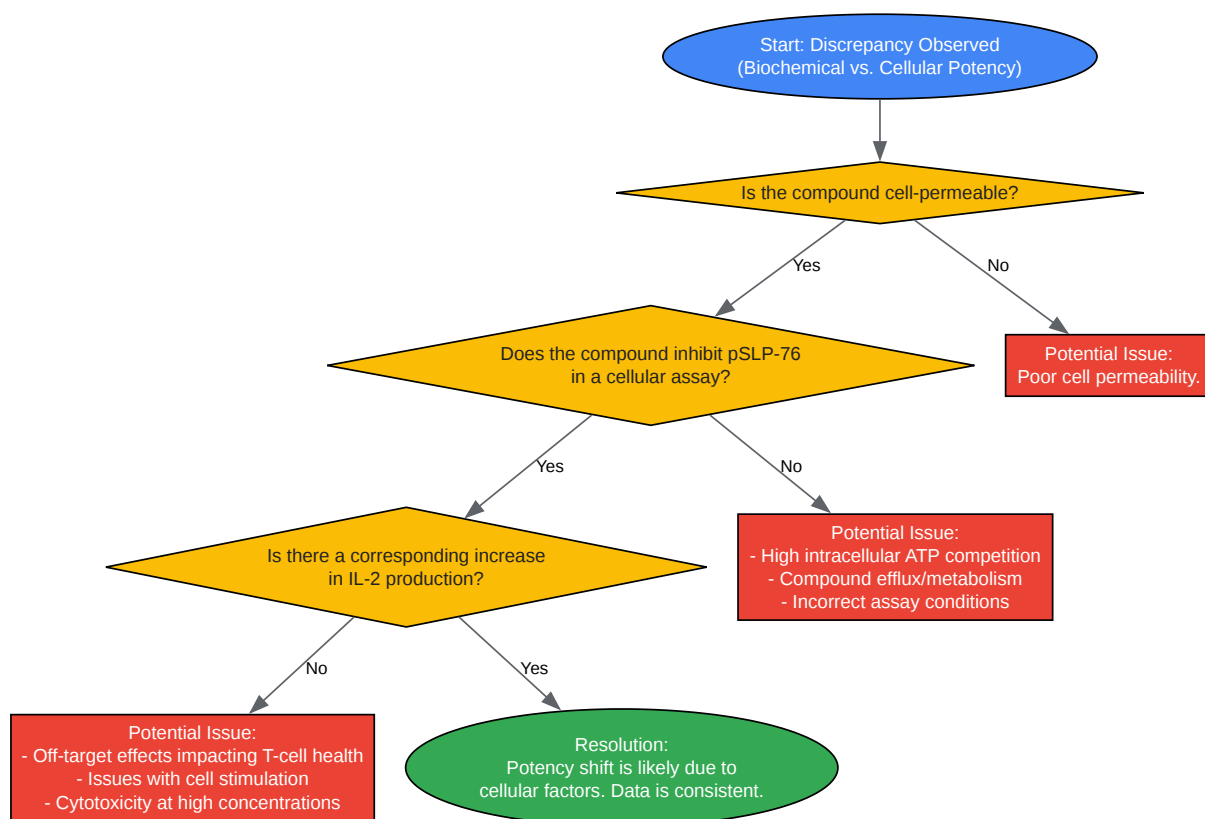 Start: Discrepancy Observed
(Biochemical vs. Cellular Potency)
Is the compound cell-permeable?
Yes
No
Does the compound inhibit pSLP-76
in a cellular assay?
Potential Issue:
Poor cell permeability.
Yes
No
Is there a corresponding increase
in IL-2 production?
Potential Issue:
- High intracellular ATP competition
- Compound efflux/metabolism
- Incorrect assay conditions
No
Yes
Potential Issue:
- Off-target effects impacting T-cell health
- Issues with cell stimulation
- Cytotoxicity at high concentrations
Resolution:
Potency shift is likely due to
cellular factors. Data is consistent.